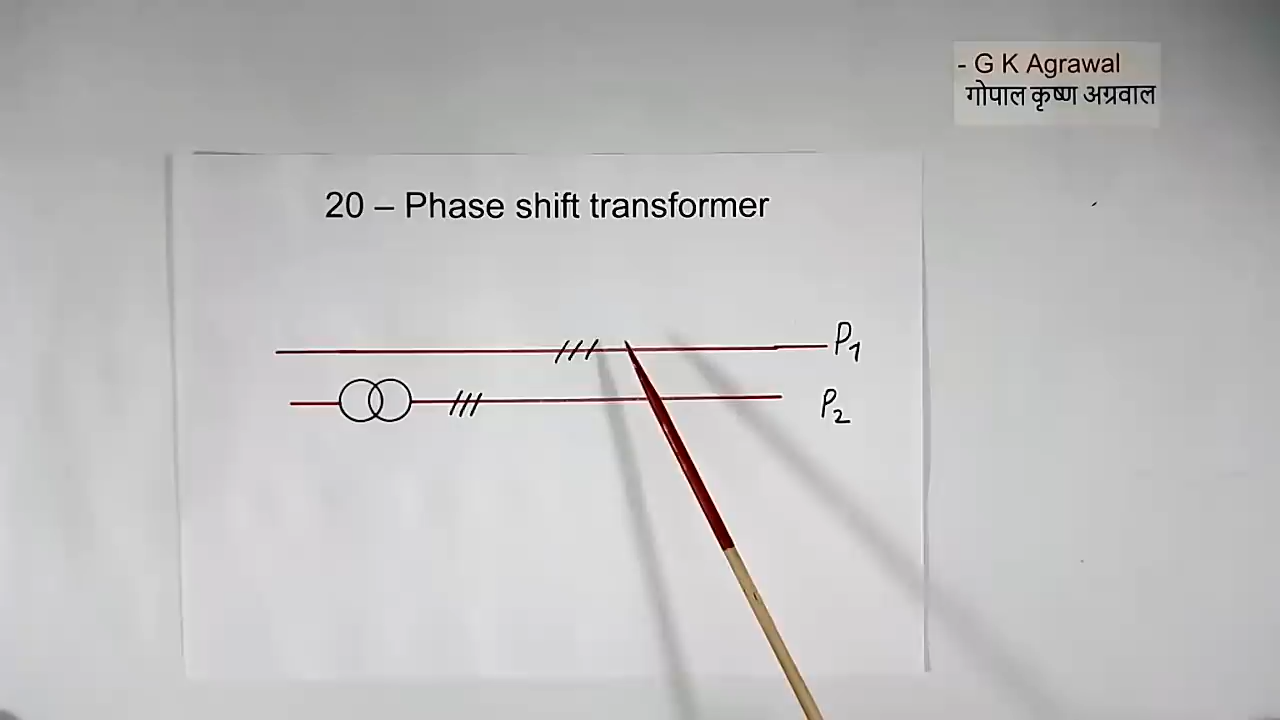 - G K Agrawal
गोपाल कृष्ण अग्रवाल
20 – Phase shift transformer
P1
P2